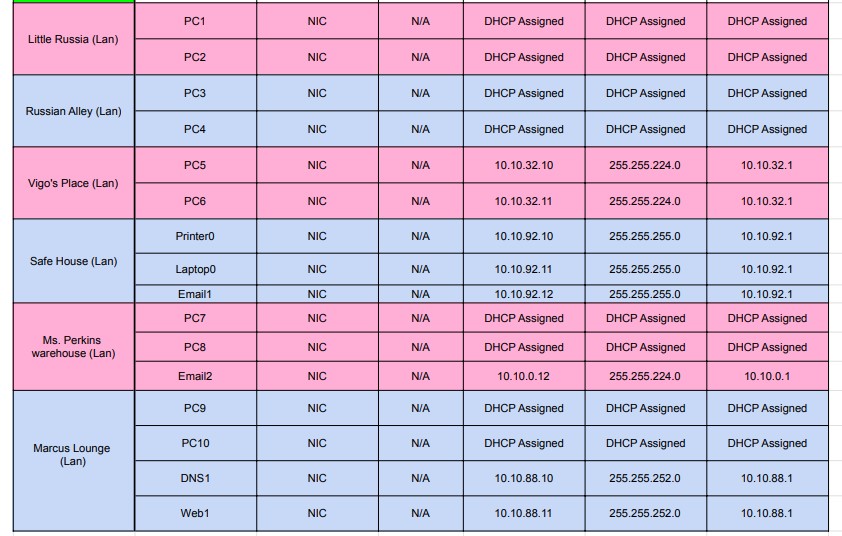 Little Russia (Lan)
PC1 NIC N/A DHCP Assigned DHCP Assigned DHCP Assigned
PC2 NIC N/A DHCP Assigned DHCP Assigned DHCP Assigned
Russian Alley (Lan)
PC3 NIC N/A DHCP Assigned DHCP Assigned DHCP Assigned
PC4 NIC N/A DHCP Assigned DHCP Assigned DHCP Assigned
Vigo's Place (Lan)
PC5 NIC N/A 10.10.32.10 255.255.224.0 10.10.32.1
PC6 NIC N/A 10.10.32.11 255.255.224.0 10.10.32.1
Safe House (Lan)
Printer0 NIC N/A 10.10.92.10 255.255.255.0 10.10.92.1
Laptop0 NIC N/A 10.10.92.11 255.255.255.0 10.10.92.1
Email1 NIC N/A 10.10.92.12 255.255.255.0 10.10.92.1
Ms. Perkins
warehouse (Lan)
PC7 NIC N/A DHCP Assigned DHCP Assigned DHCP Assigned
PC8 NIC N/A DHCP Assigned DHCP Assigned DHCP Assigned
Email2 NIC N/A 10.10.0.12 255.255.224.0 10.10.0.1
Marcus Lounge
(Lan)
PC9 NIC N/A DHCP Assigned DHCP Assigned DHCP Assigned
PC10 NIC N/A DHCP Assigned DHCP Assigned DHCP Assigned
DNS1 NIC N/A 10.10.88.10 255.255.252.0 10.10.88.1
Web1 NIC N/A 10.10.88.11 255.255.252.0 10.10.88.1